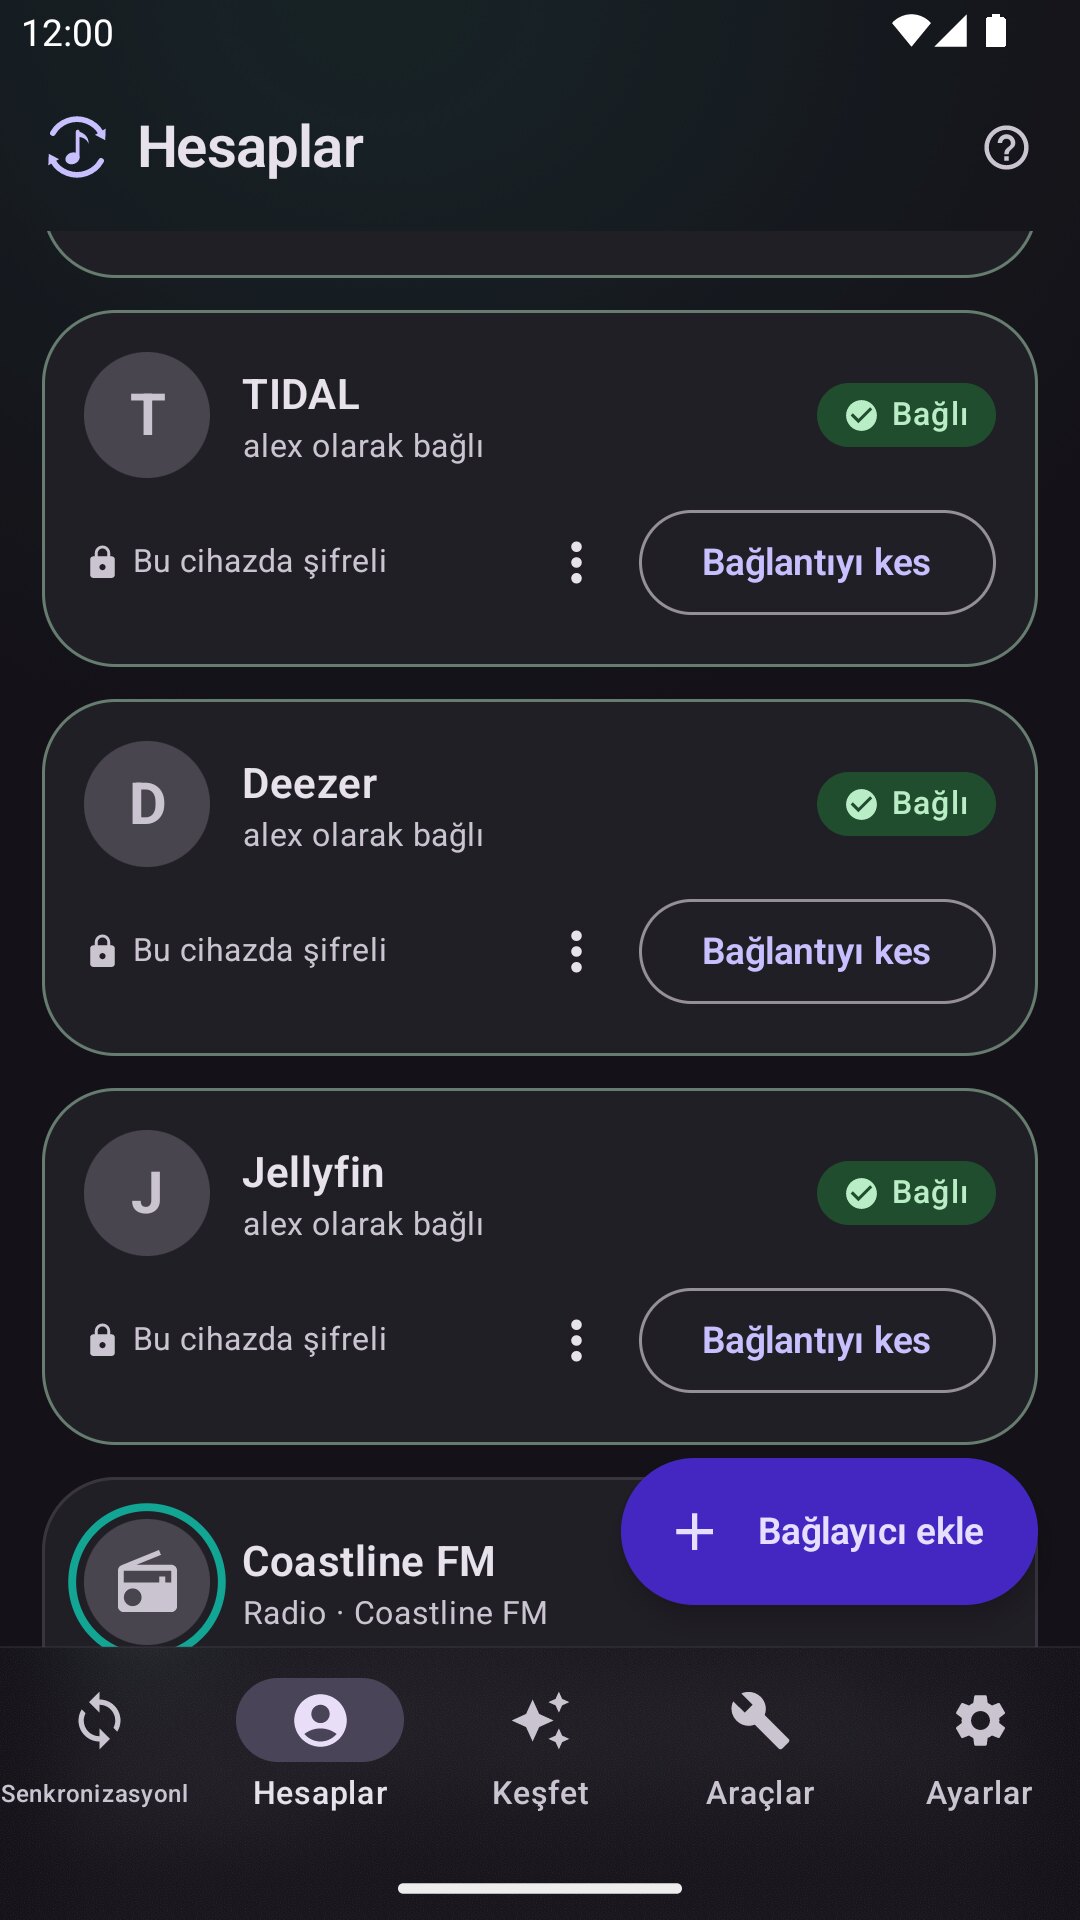 12:00
Hesaplar
T
TIDAL
alex olarak bağlı
Bağlı
Bu cihazda şifreli
Bağlantıyı kes
D
Deezer
alex olarak bağlı
Bağlı
Bu cihazda şifreli
Bağlantıyı kes
J
Jellyfin
alex olarak bağlı
Bağlı
Bu cihazda şifreli
Bağlantıyı kes
Coastline FM
Radio · Coastline FM
Bağlayıcı ekle
Senkronizasyonl
Hesaplar
Keşfet
Araçlar
Ayarlar